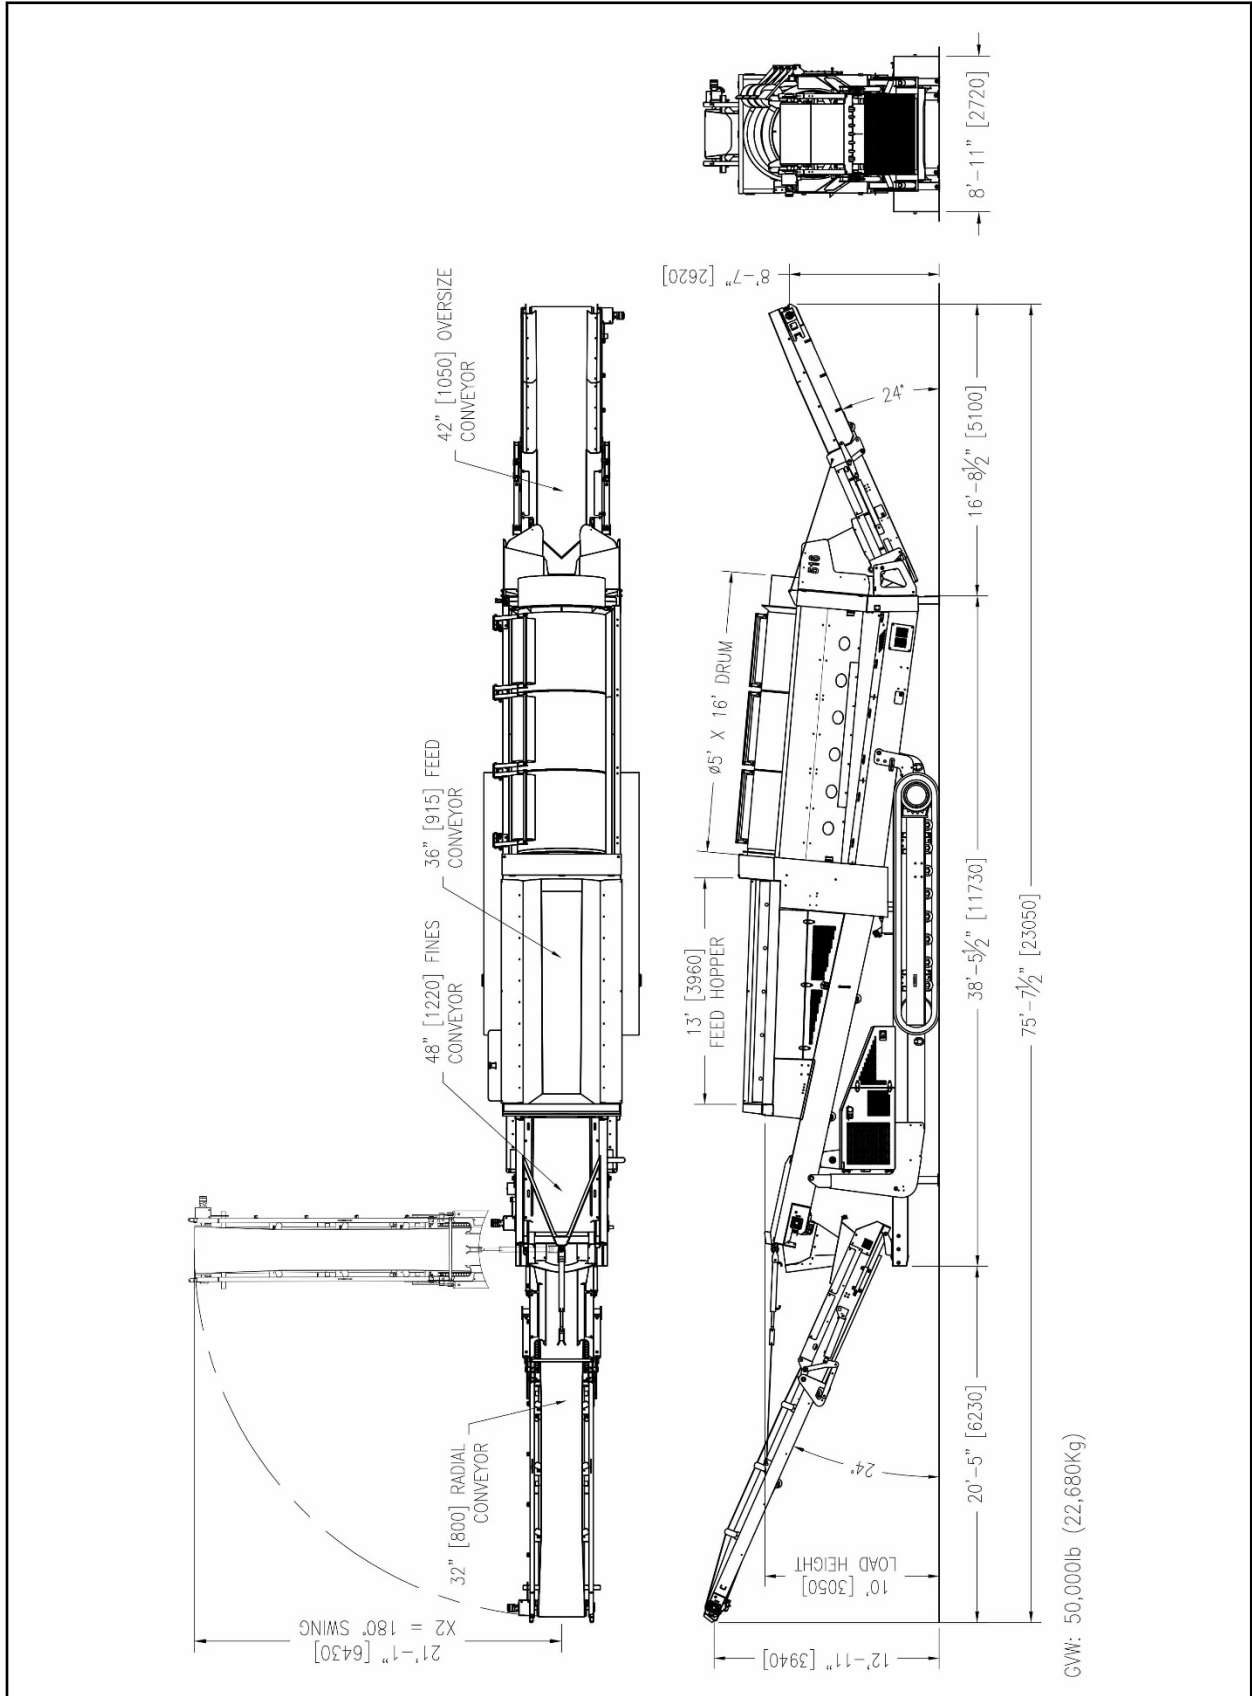 21'-1" [6430]
X2 = 180° SWING
32" [800] RADIAL
CONVEYOR
48" [1220] FINES
CONVEYOR
36" [915] FEED
CONVEYOR
42" [1050] OVERSIZE
CONVEYOR
12'-11" [3940]
10' [3050]
LOAD HEIGHT
24°
13' [3960]
FEED HOPPER
ø5' X 16' DRUM
516
24°
8'-7" [2620]
20'-5" [6230]
38'-5½" [11730]
16'-8½" [5100]
75'-7½" [23050]
8'-11" [2720]
GVW: 50,000lb (22,680Kg)